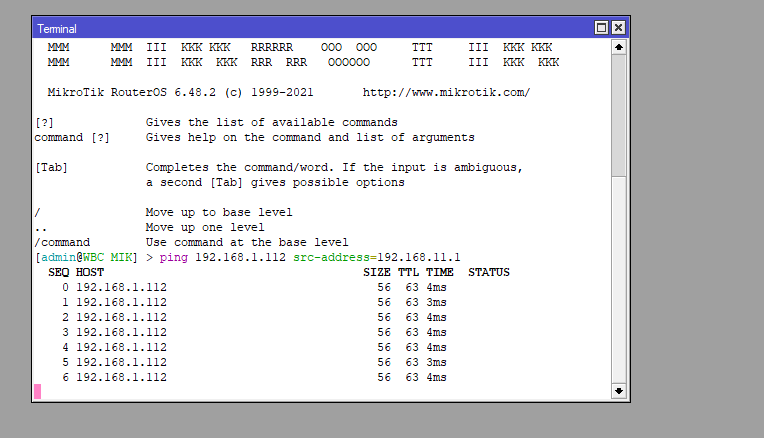 Terminal
MMM      MMM  III  KKK KKK   RRRRRR    OOO  OOO     TTT     III  KKK KKK
MMM      MMM  III  KKK  KKK  RRR  RRR   OOOOOO      TTT     III  KKK  KKK
MikroTik RouterOS 6.48.2 (c) 1999-2021       http://www.mikrotik.com/
[?]             Gives the list of available commands
command [?]     Gives help on the command and list of arguments
[Tab]           Completes the command/word. If the input is ambiguous,
a second [Tab] gives possible options
/               Move up to base level
..              Move up one level
/command        Use command at the base level
[admin@WBC MIK] > ping 192.168.1.112 src-address=192.168.11.1
SEQ HOST                                     SIZE TTL TIME  STATUS
0 192.168.1.112                              56  63 4ms
1 192.168.1.112                              56  63 3ms
2 192.168.1.112                              56  63 4ms
3 192.168.1.112                              56  63 4ms
4 192.168.1.112                              56  63 4ms
5 192.168.1.112                              56  63 3ms
6 192.168.1.112                              56  63 4ms